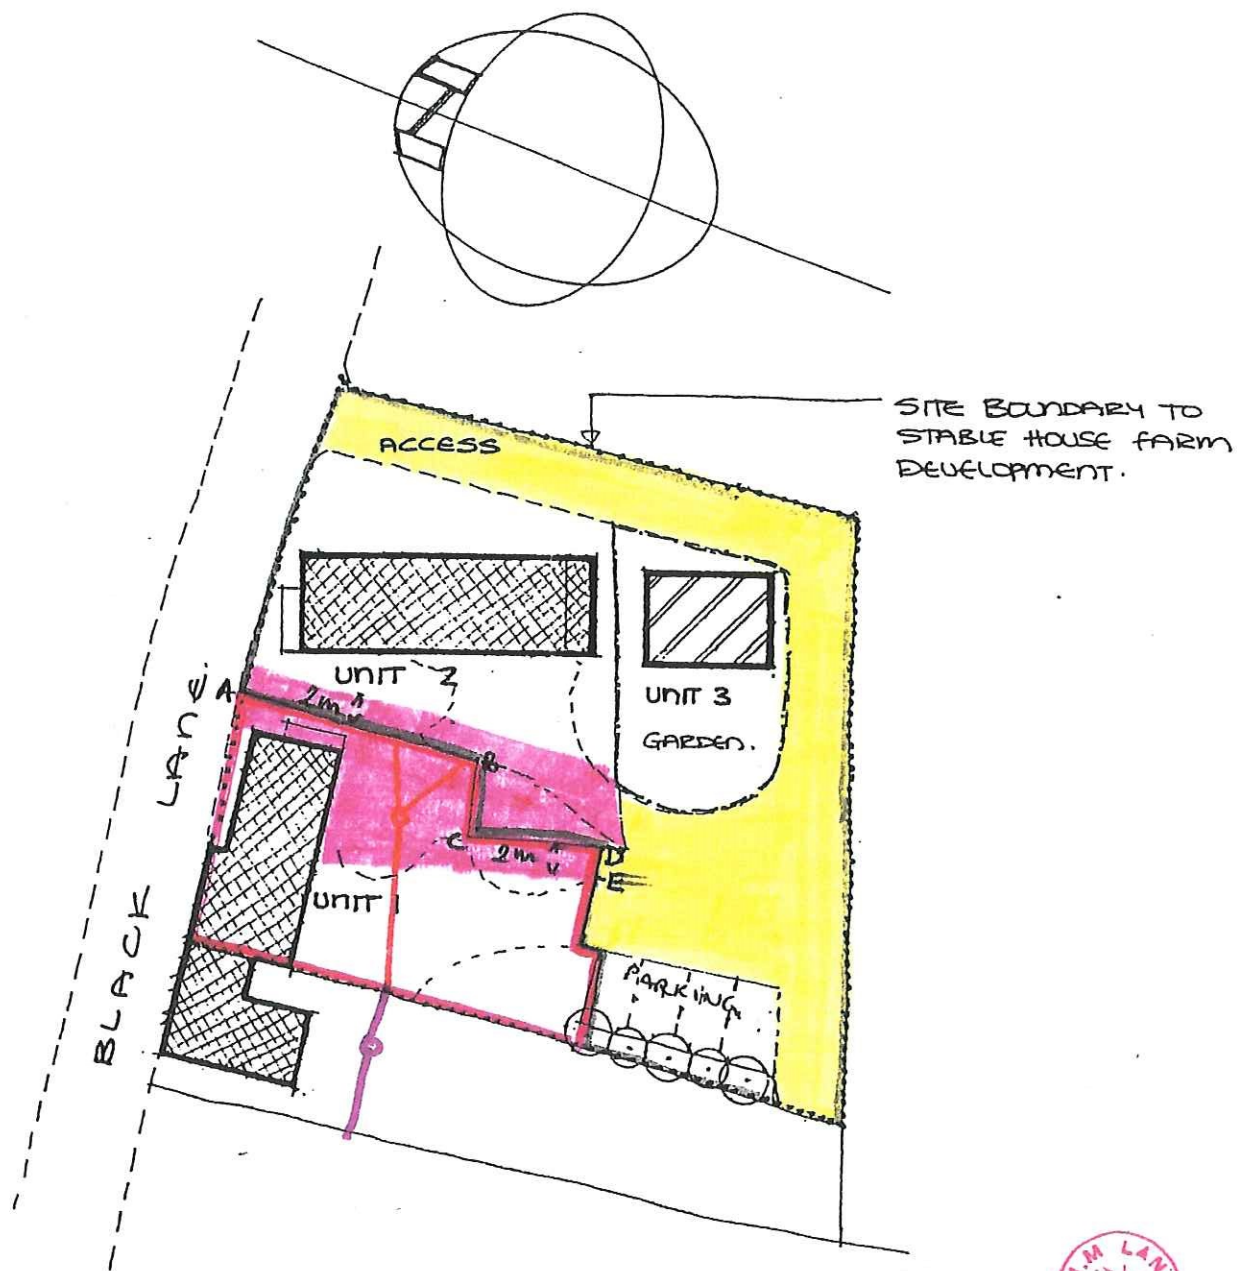 N
SITE BOUNDARY TO
STABLE HOUSE FARM
DEVELOPMENT.
ACCESS
UNIT 2
UNIT 3
GARDEN.
A
2m
B
C
2m
D
E
UNIT 1
PARKING.
BLACK LANE.
H.M LAN